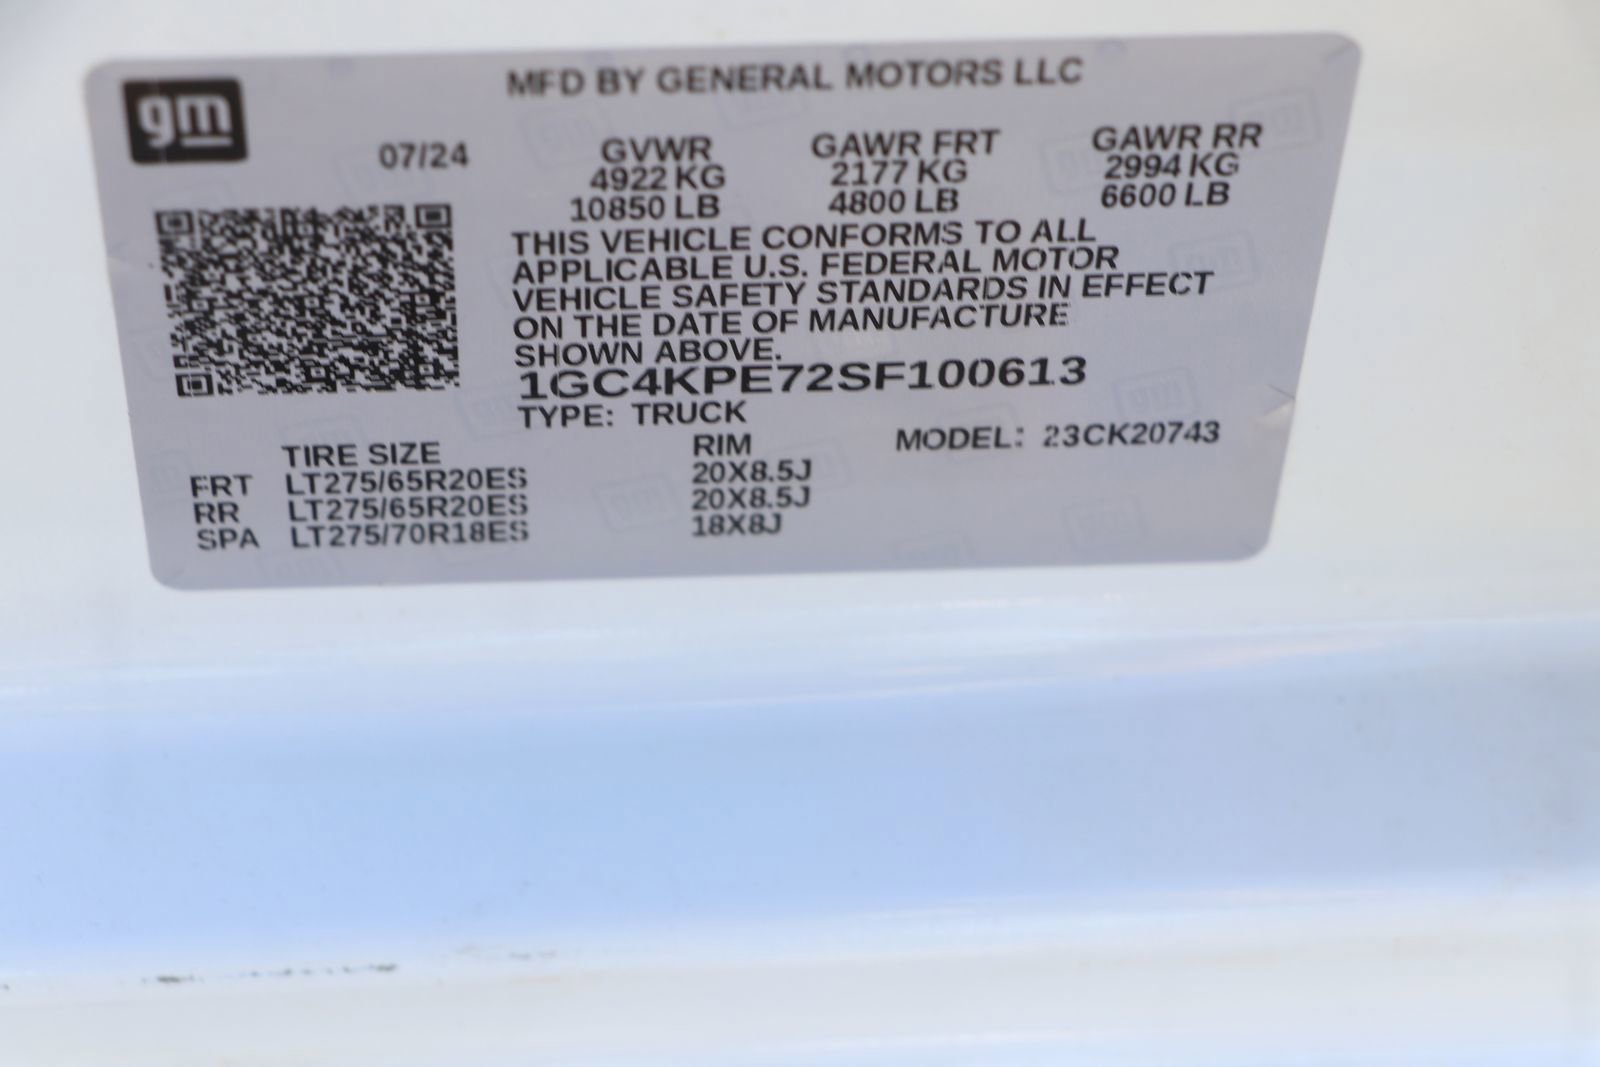 gm
MFD BY GENERAL MOTORS LLC
07/24
GVWR GAWR FRT GAWR RR
4922 KG 2177 KG 2994 KG
10850 LB 4800 LB 6600 LB
THIS VEHICLE CONFORMS TO ALL
APPLICABLE U.S. FEDERAL MOTOR
VEHICLE SAFETY STANDARDS IN EFFECT
ON THE DATE OF MANUFACTURE
SHOWN ABOVE.
1GC4KPE72SF100613
TYPE: TRUCK
MODEL: 23CK20743
TIRE SIZE RIM
FRT LT275/65R20ES 20X8.5J
RR LT275/65R20ES 20X8.5J
SPA LT275/70R18ES 18X8J